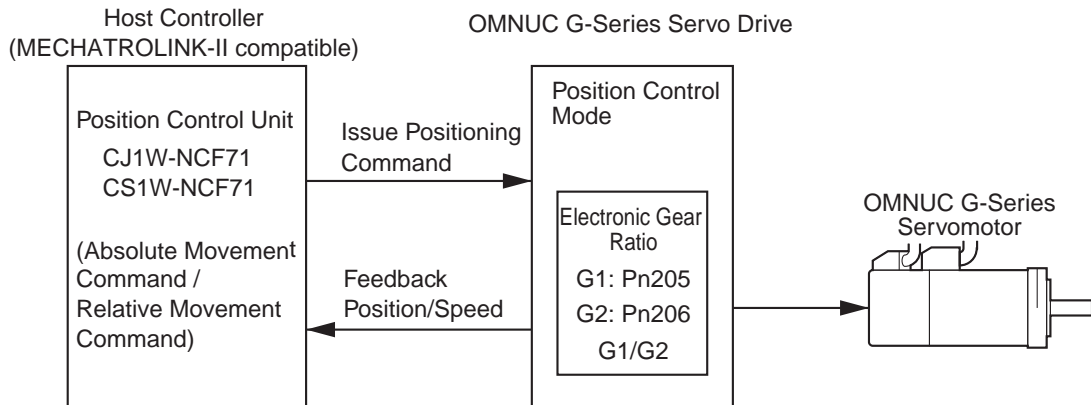 Host Controller
(MECHATROLINK-II compatible)
OMNUC G-Series Servo Drive
Position Control Unit
CJ1W-NCF71
CS1W-NCF71
(Absolute Movement
Command /
Relative Movement
Command)
Issue Positioning
Command
Feedback
Position/Speed
Position Control
Mode
Electronic Gear
Ratio
G1: Pn205
G2: Pn206
G1/G2
OMNUC G-Series
Servomotor